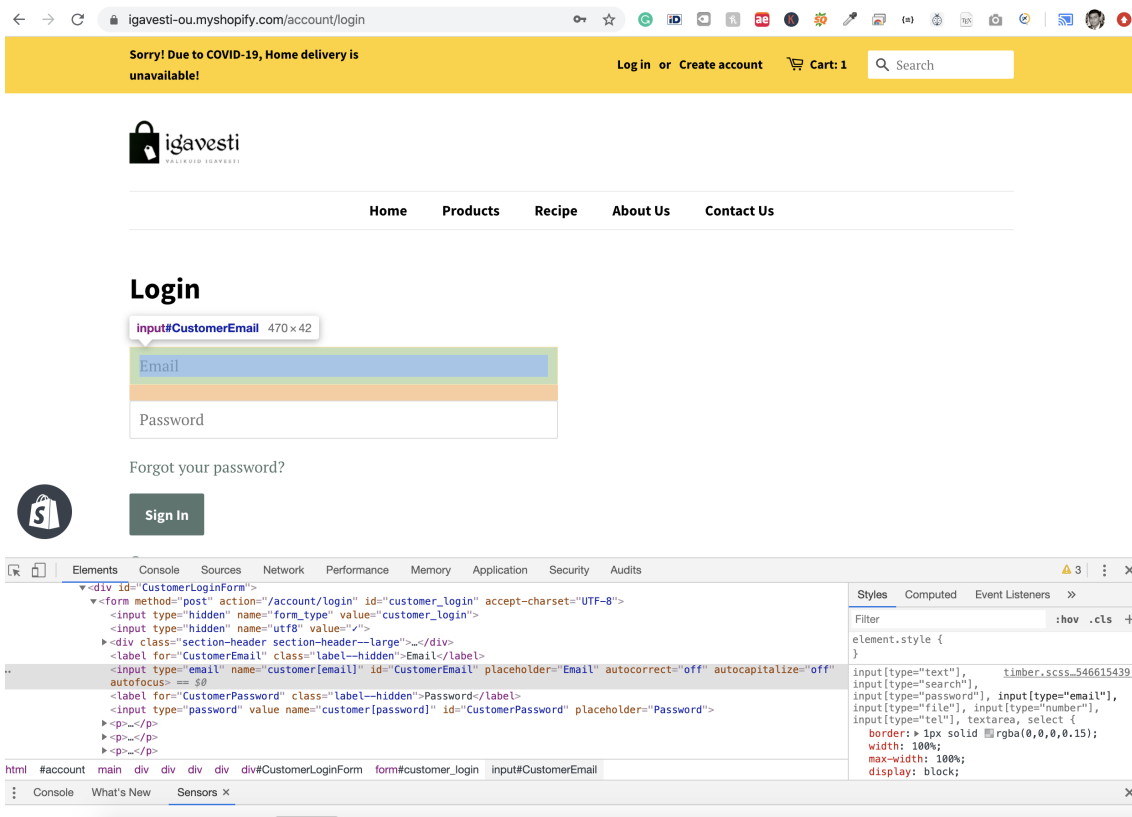 igavesti-ou.myshopify.com/account/login
Sorry! Due to COVID-19, Home delivery is
unavailable!
Log in or Create account Cart: 1 Search
igavesti
VALIKUID IGAVESTI
Home Products Recipe About Us Contact Us
Login
input#CustomerEmail 470 × 42
Email
Password
Forgot your password?
Sign In
Elements Console Sources Network Performance Memory Application Security Audits 3
<div id="CustomerLoginForm">
<form method="post" action="/account/login" id="customer_login" accept-charset="UTF-8">
<input type="hidden" name="form_type" value="customer_login">
<input type="hidden" name="utf8" value="✓">
<div class="section-header section-header--large">…</div>
<label for="CustomerEmail" class="label--hidden">Email</label>
<input type="email" name="customer[email]" id="CustomerEmail" placeholder="Email" autocorrect="off" autocapitalize="off"
autofocus> == $0
<label for="CustomerPassword" class="label--hidden">Password</label>
<input type="password" value name="customer[password]" id="CustomerPassword" placeholder="Password">
<p>…</p>
<p>…</p>
<p>…</p>
html #account main div div div div div#CustomerLoginForm form#customer_login input#CustomerEmail
Styles Computed Event Listeners »
Filter :hov .cls +
element.style {
}
input[type="text"], timber.scss…546615439
input[type="search"],
input[type="password"], input[type="email"],
input[type="file"], input[type="number"],
input[type="tel"], textarea, select {
border: 1px solid rgba(0,0,0,0.15);
width: 100%;
max-width: 100%;
display: block;
Console What's New Sensors ×